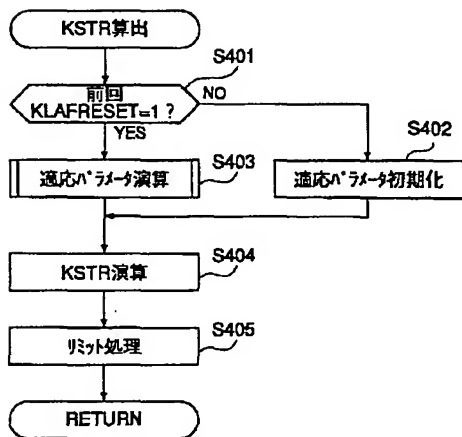 KSTR算出
S401
前回
KLAFRESET=1 ?
NO
YES
S402
S403
適応パラメータ演算
適応パラメータ初期化
S404
KSTR演算
S405
リミット処理
RETURN